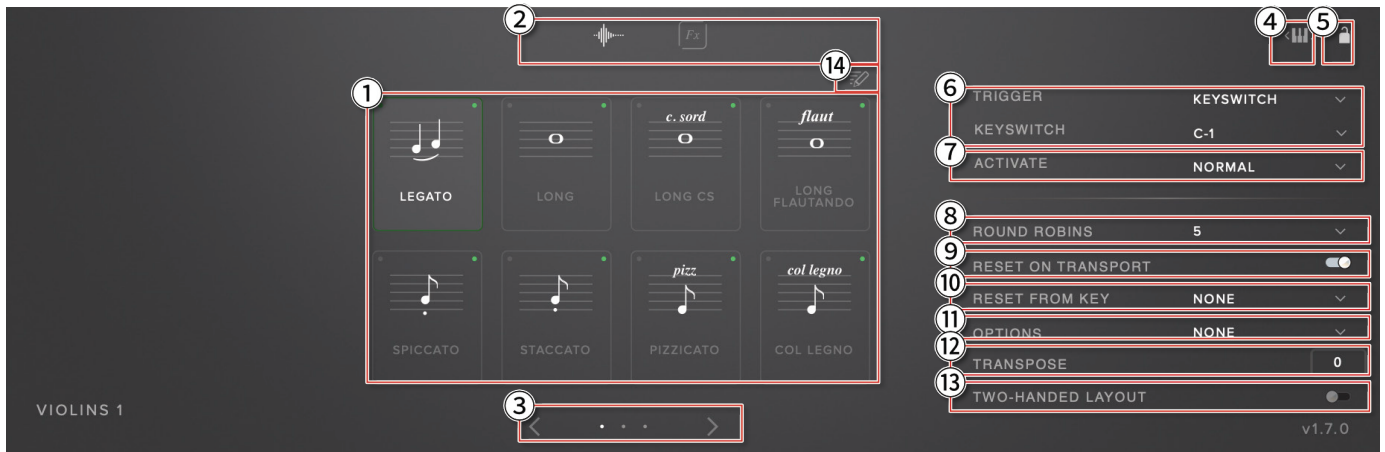 2
Fx
4
5
14
1
c. sord
flaut
LEGATO
LONG
LONG CS
LONG
FLAUTANDO
pizz
col legno
SPICCATO
STACCATO
PIZZICATO
COL LEGNO
3
VIOLINS 1
6
TRIGGER KEYSWITCH
KEYSWITCH C-1
7
ACTIVATE NORMAL
8
ROUND ROBINS 5
9
RESET ON TRANSPORT
10
RESET FROM KEY NONE
11
OPTIONS NONE
12
TRANSPOSE 0
13
TWO-HANDED LAYOUT
v1.7.0